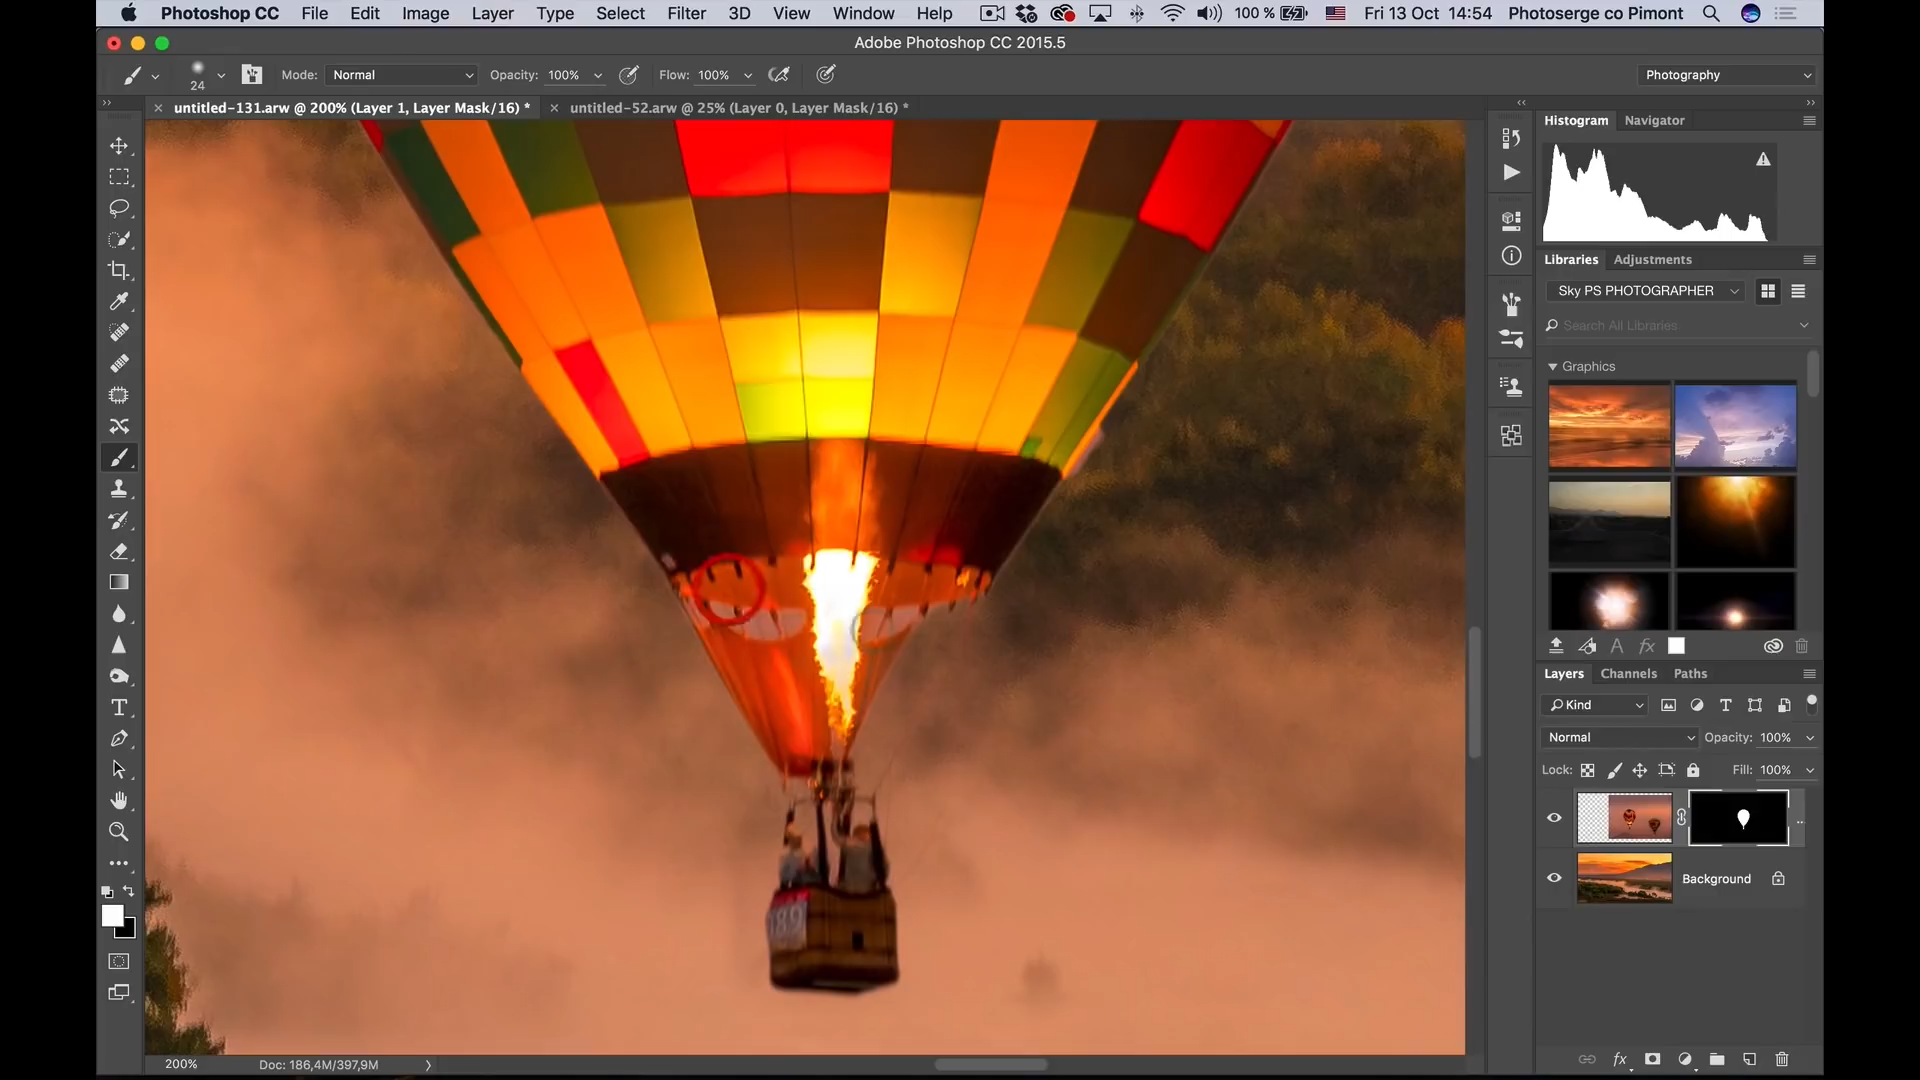 Photoshop CC File Edit Image Layer Type Select Filter 3D View Window Help 100 % Fri 13 Oct 14:54 Photoserge co Pimont
Adobe Photoshop CC 2015.5
24 Mode: Normal Opacity: 100% Flow: 100% Photography
untitled-131.arw @ 200% (Layer 1, Layer Mask/16) * untitled-52.arw @ 25% (Layer 0, Layer Mask/16) *
Histogram Navigator
Libraries Adjustments
Sky PS PHOTOGRAPHER
Search All Libraries
Graphics
Layers Channels Paths
Kind
Normal Opacity: 100%
Lock: Fill: 100%
Background
189
200% Doc: 186,4M/397,9M